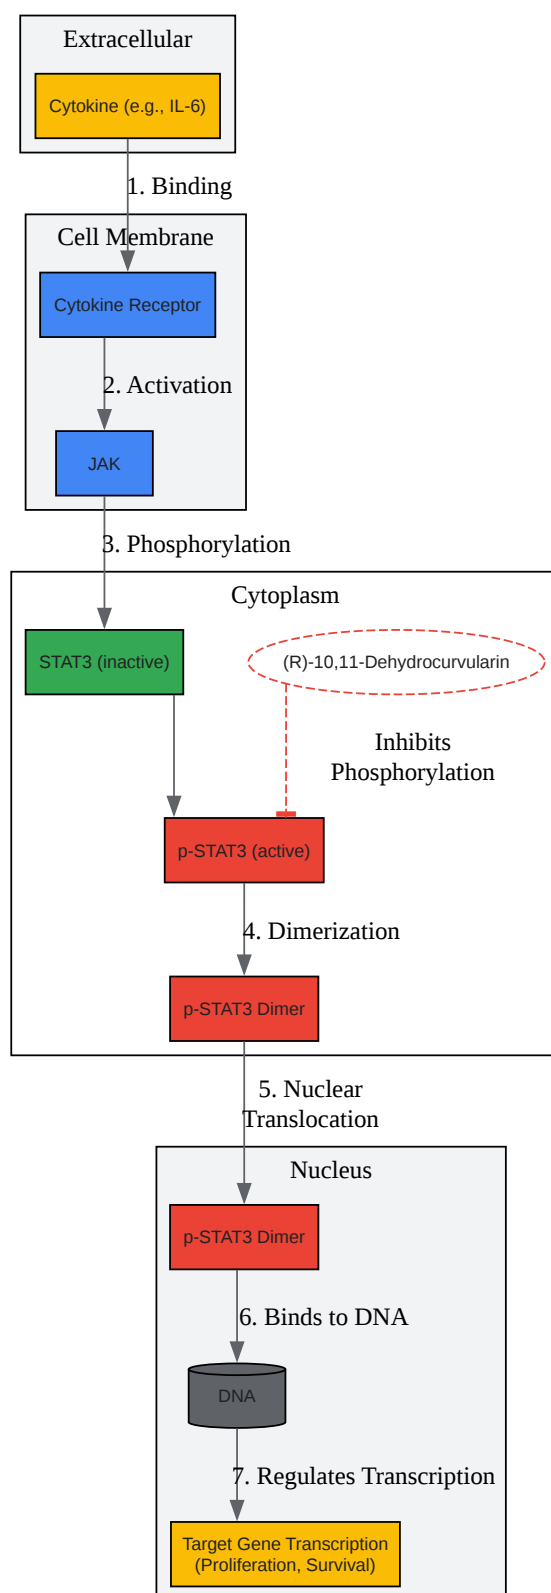 Extracellular
Cytokine (e.g., IL-6)
1. Binding
Cell Membrane
Cytokine Receptor
2. Activation
JAK
3. Phosphorylation
Cytoplasm
STAT3 (inactive)
(R)-10,11-Dehydrocurvularin
Inhibits
Phosphorylation
p-STAT3 (active)
4. Dimerization
p-STAT3 Dimer
5. Nuclear
Translocation
Nucleus
p-STAT3 Dimer
6. Binds to DNA
DNA
7. Regulates Transcription
Target Gene Transcription
(Proliferation, Survival)